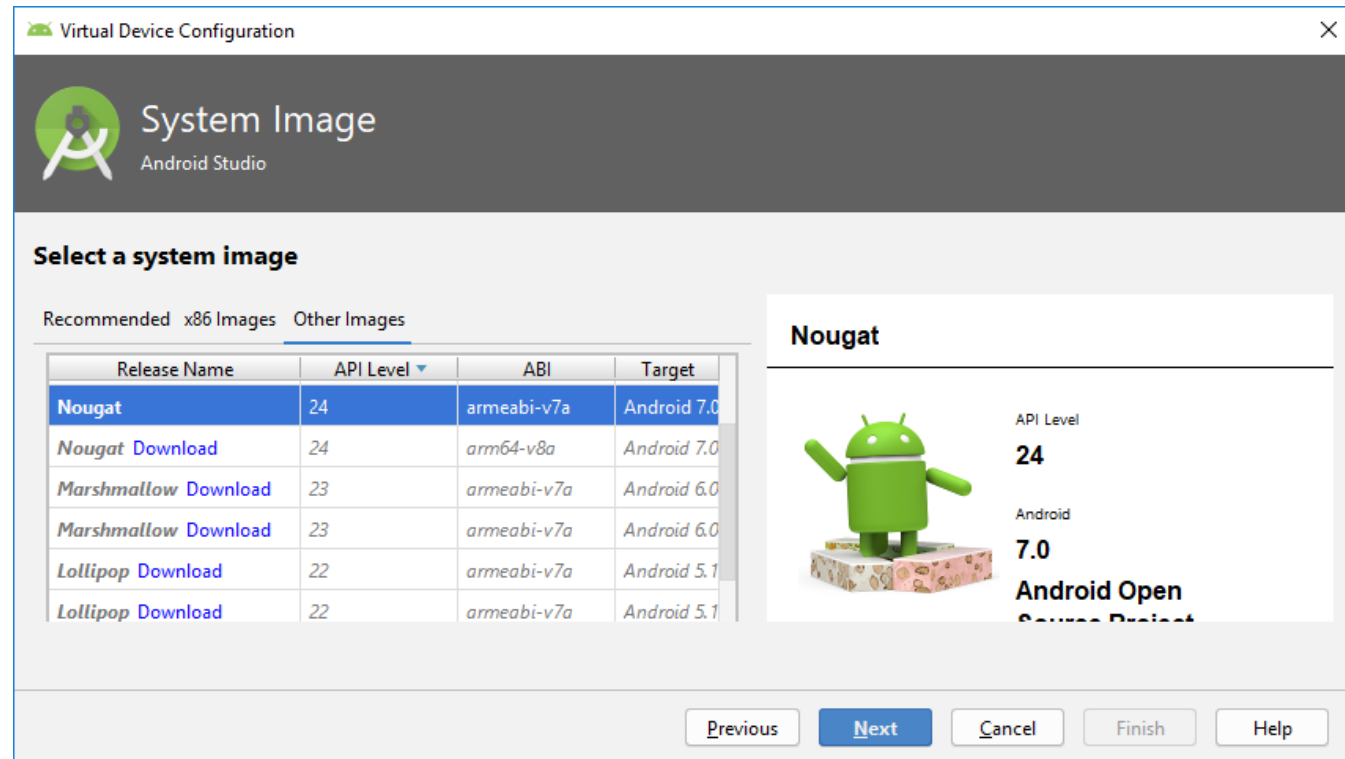 Virtual Device Configuration
System Image
Android Studio
Select a system image
Recommended x86 Images Other Images
Release Name API Level ABI Target
Nougat 24 armeabi-v7a Android 7.0
Nougat Download 24 arm64-v8a Android 7.0
Marshmallow Download 23 armeabi-v7a Android 6.0
Marshmallow Download 23 armeabi-v7a Android 6.0
Lollipop Download 22 armeabi-v7a Android 5.1
Lollipop Download 22 armeabi-v7a Android 5.1
Nougat
API Level
24
Android
7.0
Android Open
Source Project
Previous Next Cancel Finish Help